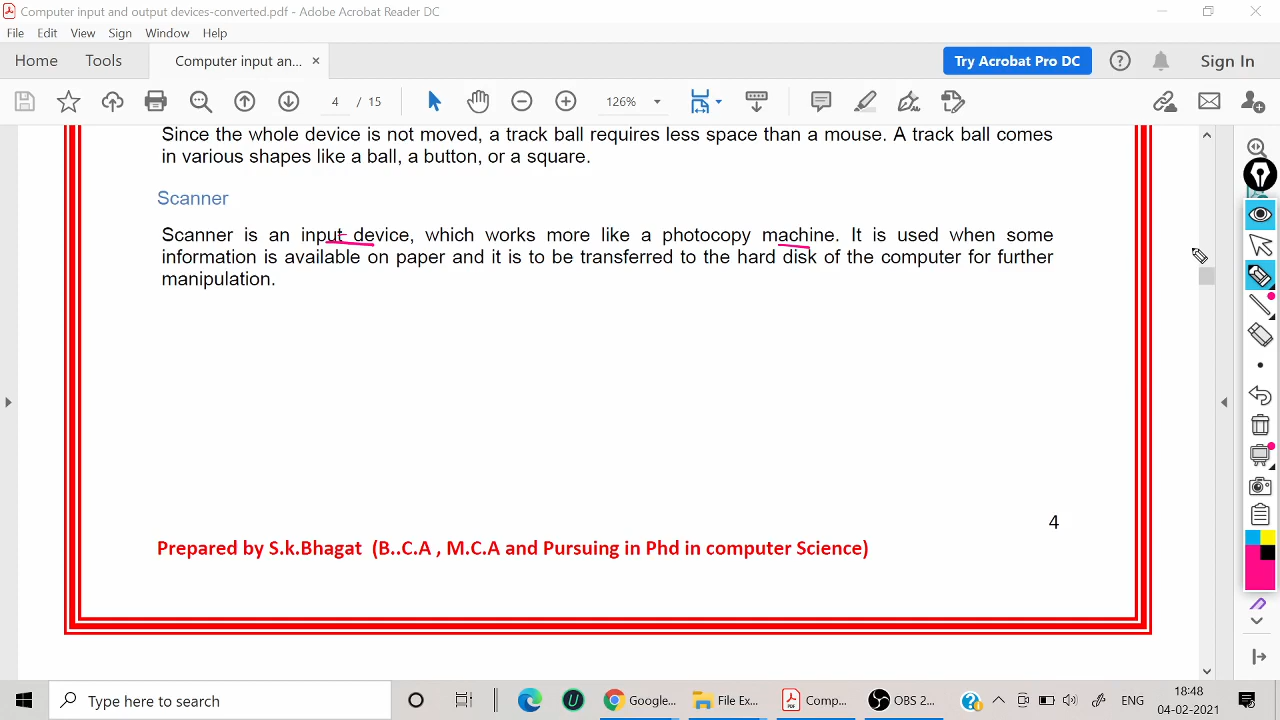 Computer input and output devices-converted.pdf - Adobe Acrobat Reader DC
File Edit View Sign Window Help
Home Tools Computer input an... × Try Acrobat Pro DC Sign In
4 / 15 126%
Since the whole device is not moved, a track ball requires less space than a mouse. A track ball comes
in various shapes like a ball, a button, or a square.
Scanner
Scanner is an input device, which works more like a photocopy machine. It is used when some
information is available on paper and it is to be transferred to the hard disk of the computer for further
manipulation.
4
Prepared by S.k.Bhagat (B..C.A , M.C.A and Pursuing in Phd in computer Science)
Type here to search Google... File Ex... Comp... OBS 2... ENG 18:48
04-02-2021